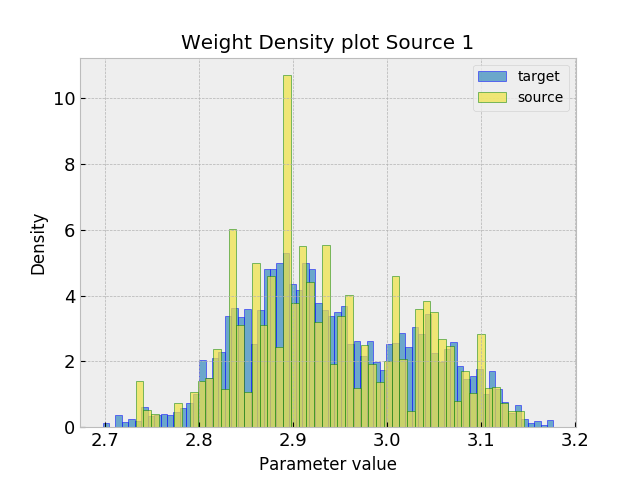 Weight Density plot Source 1
target
source
10
8
6
4
2
0
Density
2.7 2.8 2.9 3.0 3.1 3.2
Parameter value